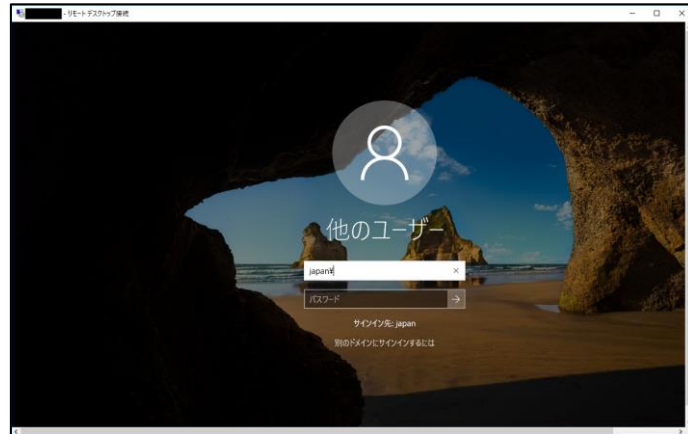 - リモート デスクトップ接続
他のユーザー
japan¥
パスワード
サインイン先: japan
別のドメインにサインインするには